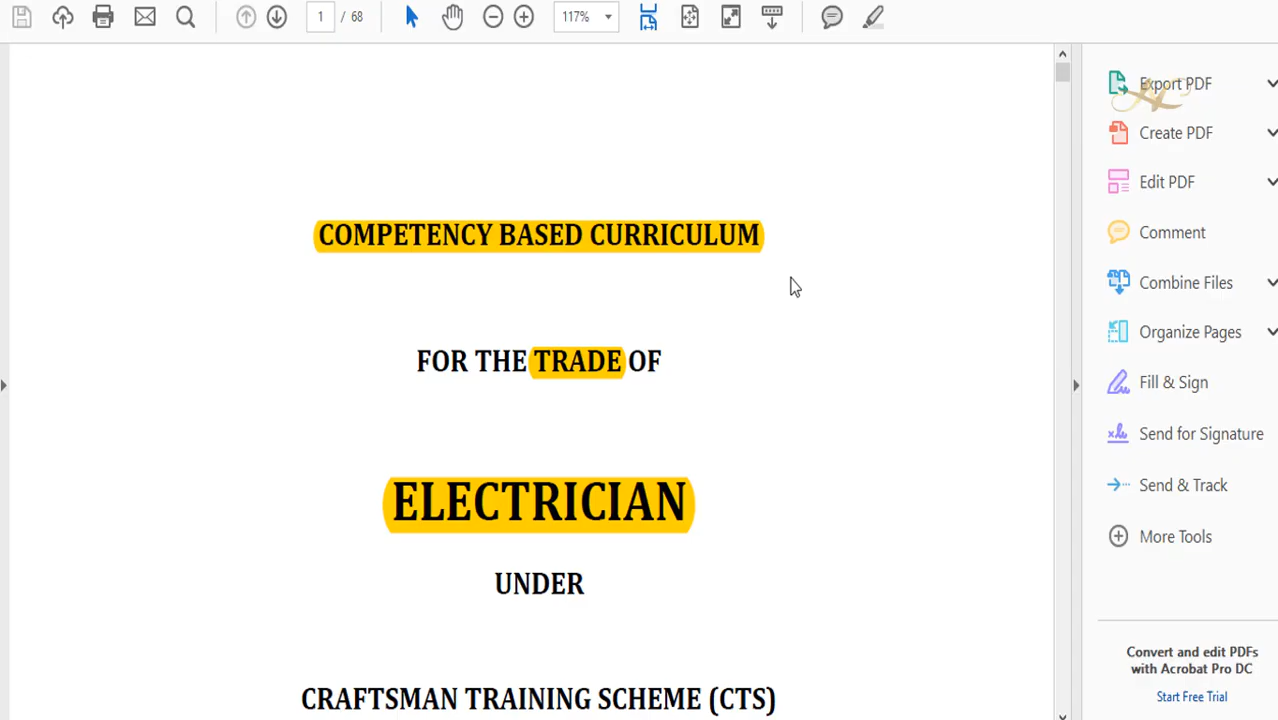 1 / 68 117%
COMPETENCY BASED CURRICULUM
FOR THE TRADE OF
ELECTRICIAN
UNDER
CRAFTSMAN TRAINING SCHEME (CTS)
Export PDF
Create PDF
Edit PDF
Comment
Combine Files
Organize Pages
Fill & Sign
Send for Signature
Send & Track
More Tools
Convert and edit PDFs
with Acrobat Pro DC
Start Free Trial